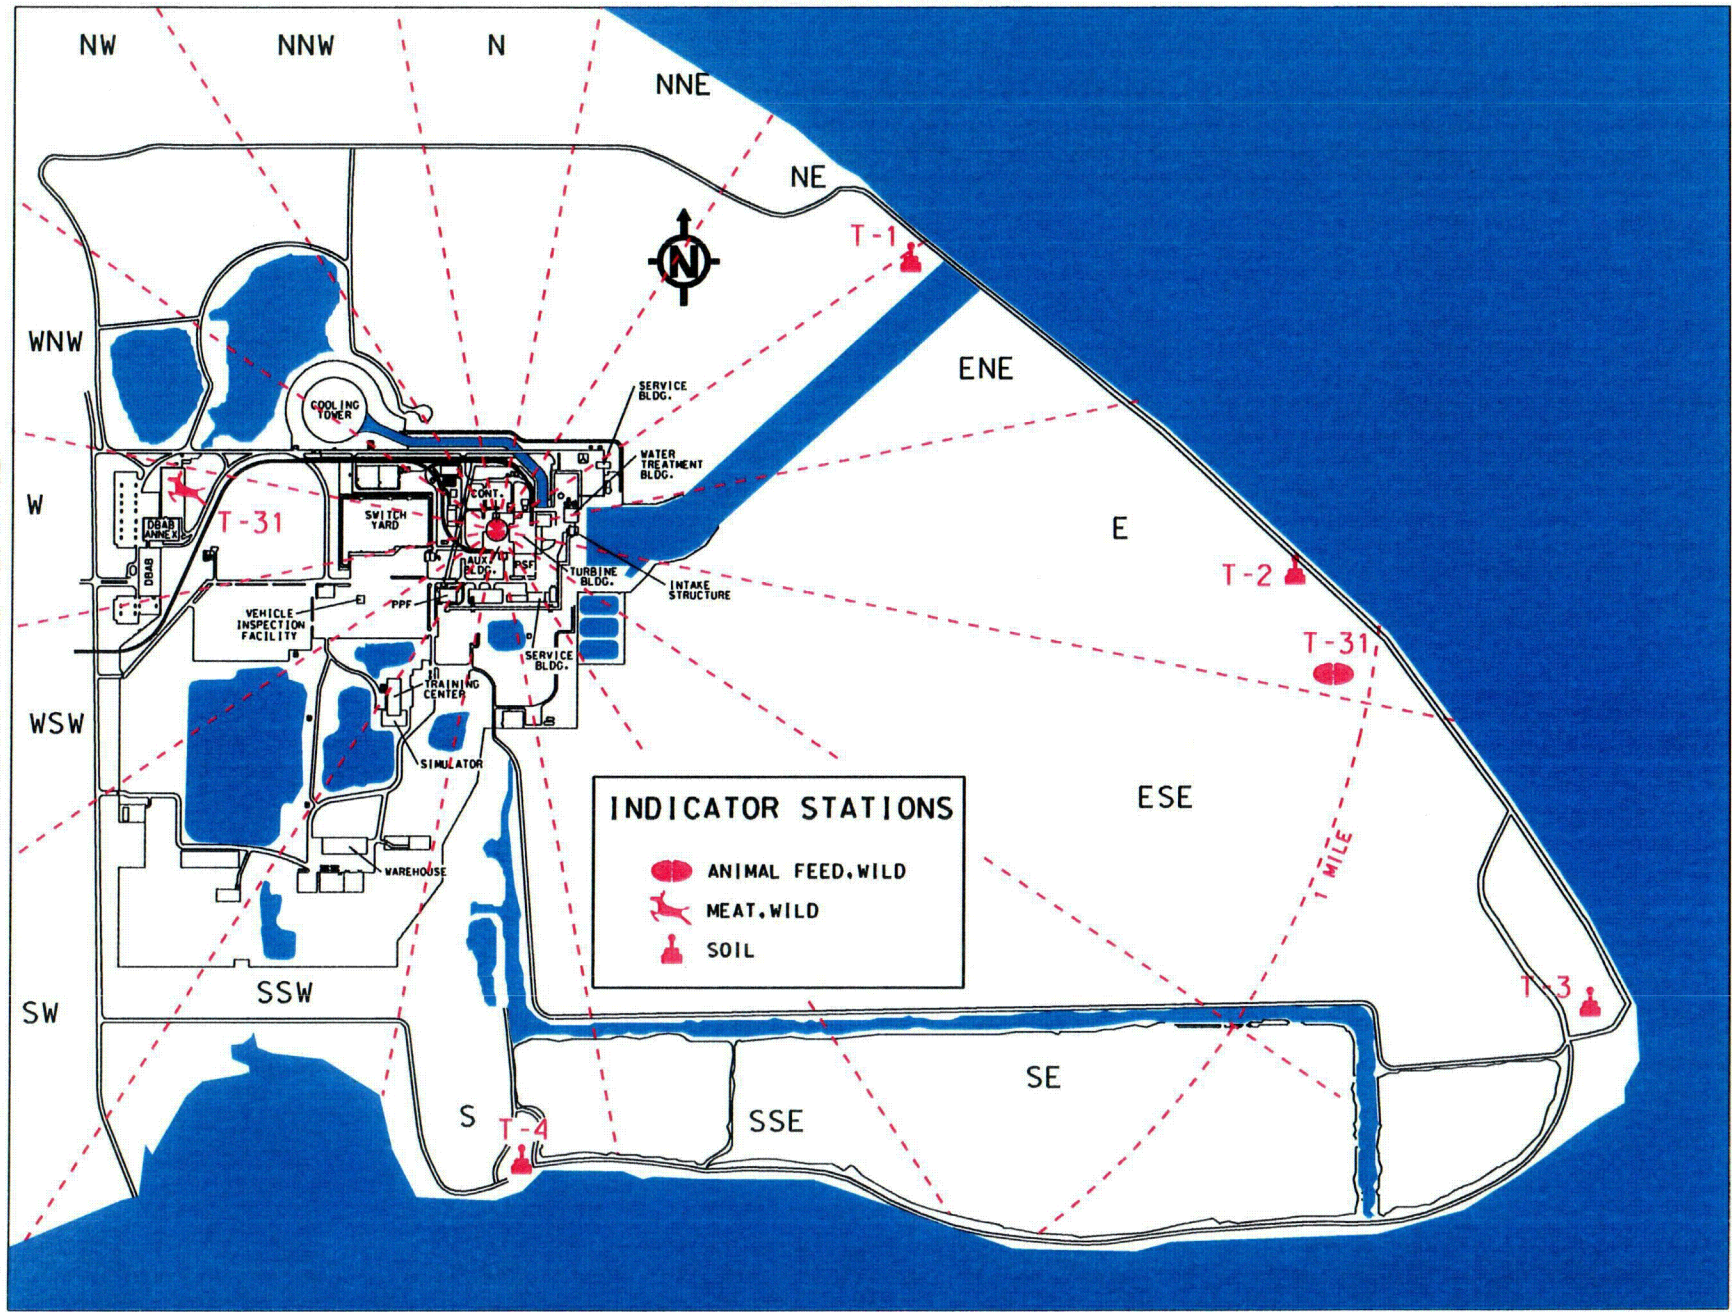 NW
NNW
N
NNE
NE
T-1
N
WNW
ENE
SERVICE
BLDG.
COOLING
TOWER
WATER
TREATMENT
BLDG.
W
CONT.
T-31
SWITCH
YARD
DBAB
ANNEX
E
AUX.
BLDG.
PSF
TURBINE
BLDG.
DBAB
T-2
INTAKE
STRUCTURE
PPF
VEHICLE
INSPECTION
FACILITY
T-31
SERVICE
BLDG.
TRAINING
CENTER
WSW
SIMULATOR
ESE
INDICATOR STATIONS
ANIMAL FEED,WILD
MEAT,WILD
SOIL
1 MILE
WAREHOUSE
T-3
SSW
SW
SE
S
SSE
T-4